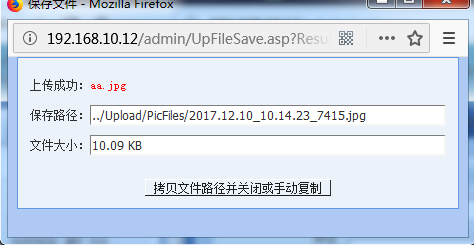 保存文件 - Mozilla Firefox
192.168.10.12/admin/UpFileSave.asp?Resu
上传成功：aa.jpg
保存路径：../Upload/PicFiles/2017.12.10_10.14.23_7415.jpg
文件大小：10.09 KB
拷贝文件路径并关闭或手动复制